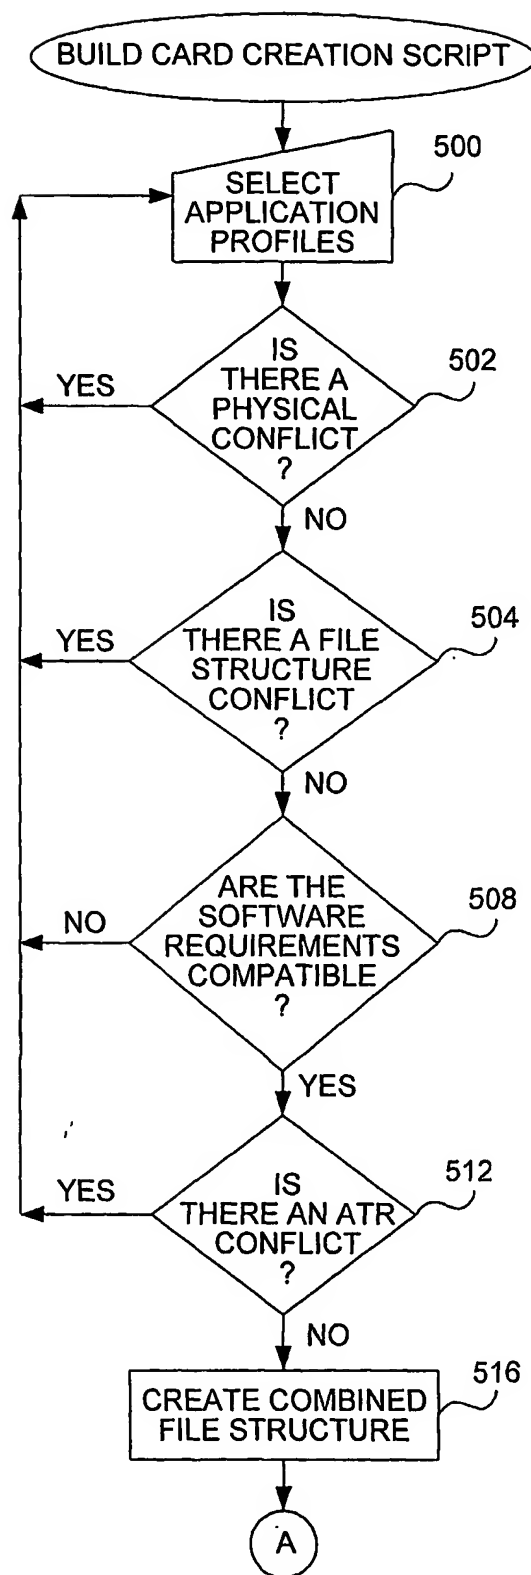 BUILD CARD CREATION SCRIPT
500
SELECT
APPLICATION
PROFILES
IS
THERE A
PHYSICAL
CONFLICT
?
502
YES
NO
IS
THERE A FILE
STRUCTURE
CONFLICT
?
504
YES
NO
ARE THE
SOFTWARE
REQUIREMENTS
COMPATIBLE
?
508
NO
YES
IS
THERE AN ATR
CONFLICT
?
512
YES
NO
516
CREATE COMBINED
FILE STRUCTURE
A